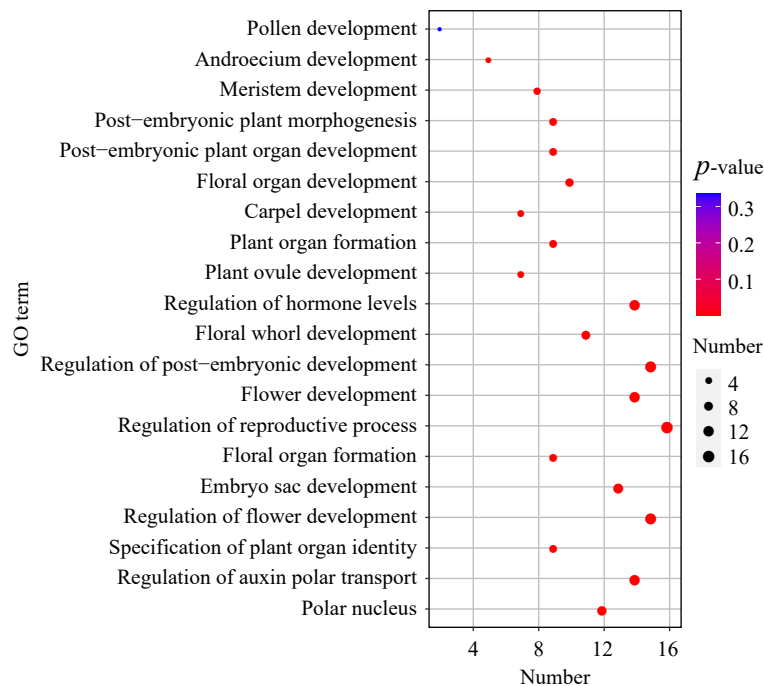 Pollen development
Androecium development
Meristem development
Post−embryonic plant morphogenesis
Post−embryonic plant organ development
Floral organ development
Carpel development
Plant organ formation
Plant ovule development
Regulation of hormone levels
Floral whorl development
Regulation of post−embryonic development
Flower development
Regulation of reproductive process
Floral organ formation
Embryo sac development
Regulation of flower development
Specification of plant organ identity
Regulation of auxin polar transport
Polar nucleus
GO term
4 8 12 16
Number
p-value
0.3
0.2
0.1
Number
4
8
12
16